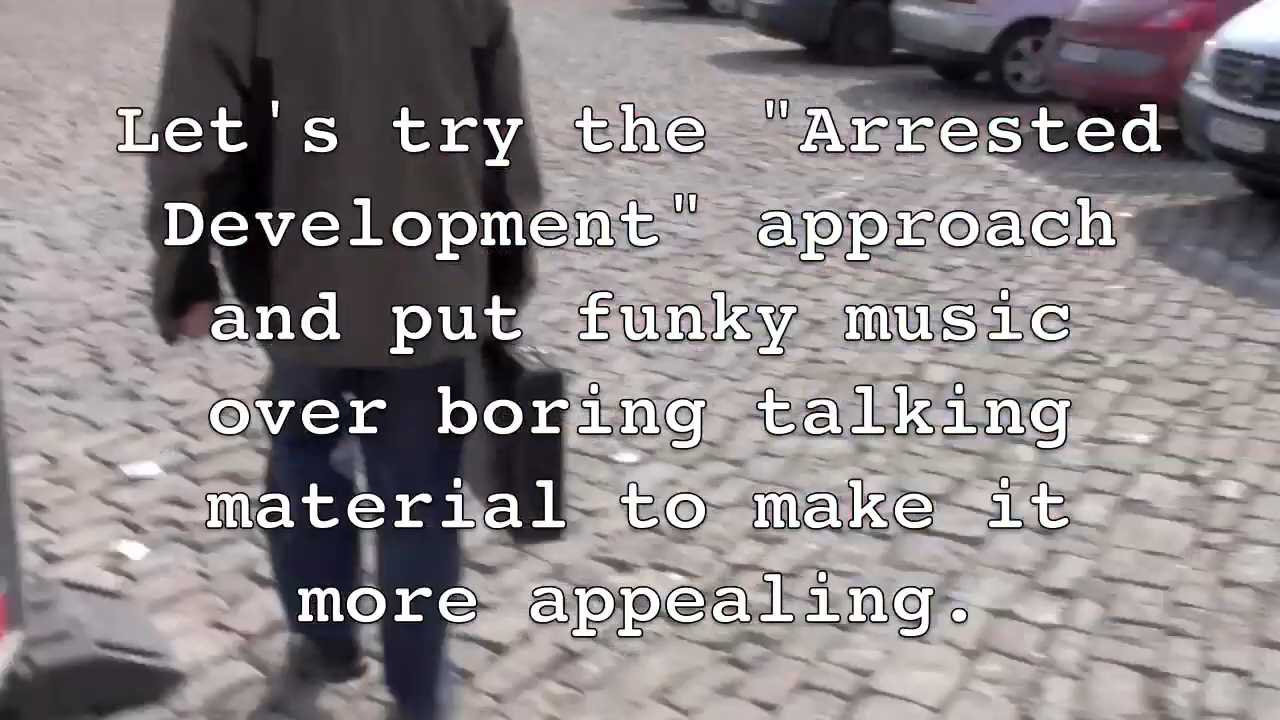 Let's try the "Arrested
Development" approach
and put funky music
over boring talking
material to make it
more appealing.